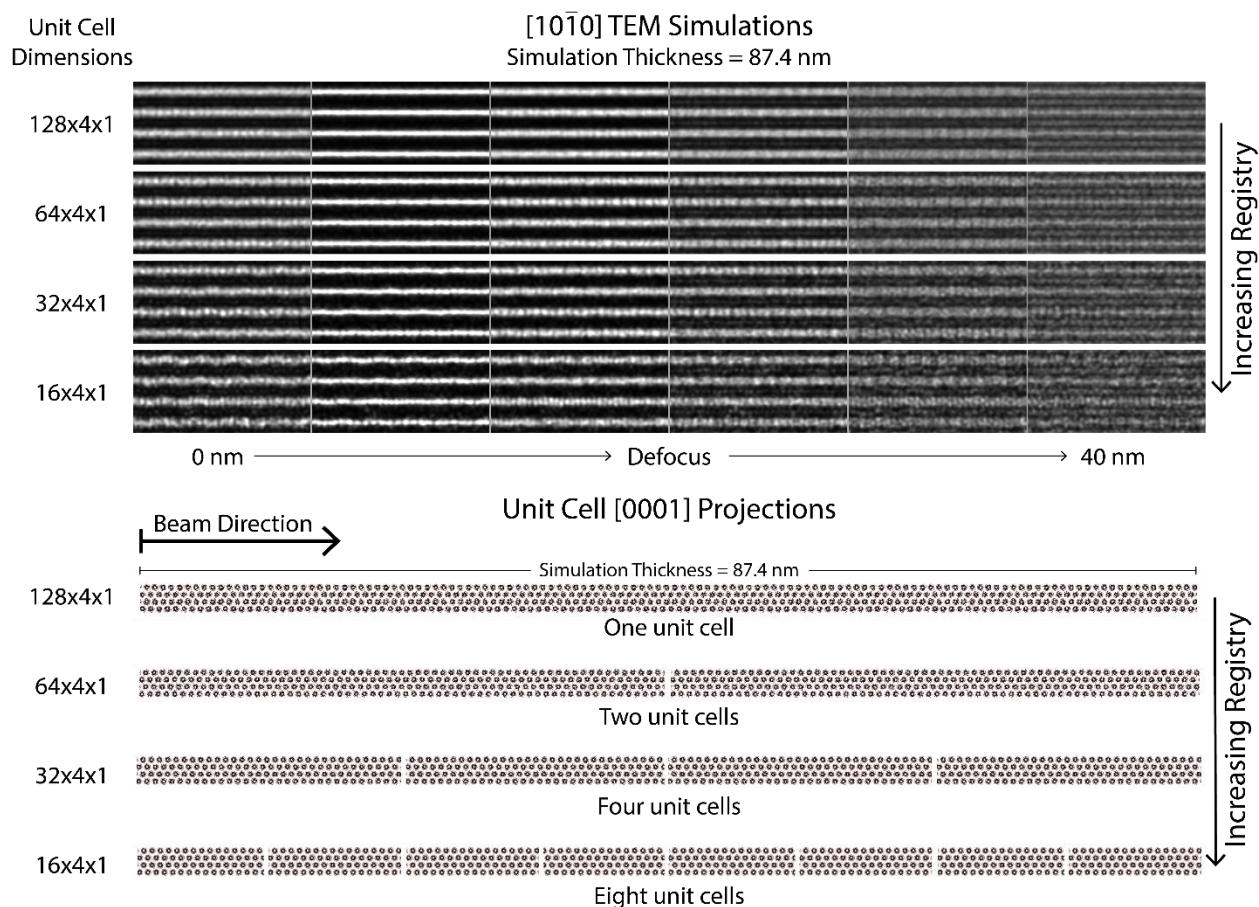 Unit Cell
Dimensions
[10̅1̅0] TEM Simulations
Simulation Thickness = 87.4 nm
128x4x1
64x4x1
32x4x1
16x4x1
Increasing Registry
0 nm
Defocus
40 nm
Unit Cell [0001] Projections
Beam Direction
Simulation Thickness = 87.4 nm
128x4x1
One unit cell
64x4x1
Two unit cells
32x4x1
Four unit cells
16x4x1
Eight unit cells
Increasing Registry